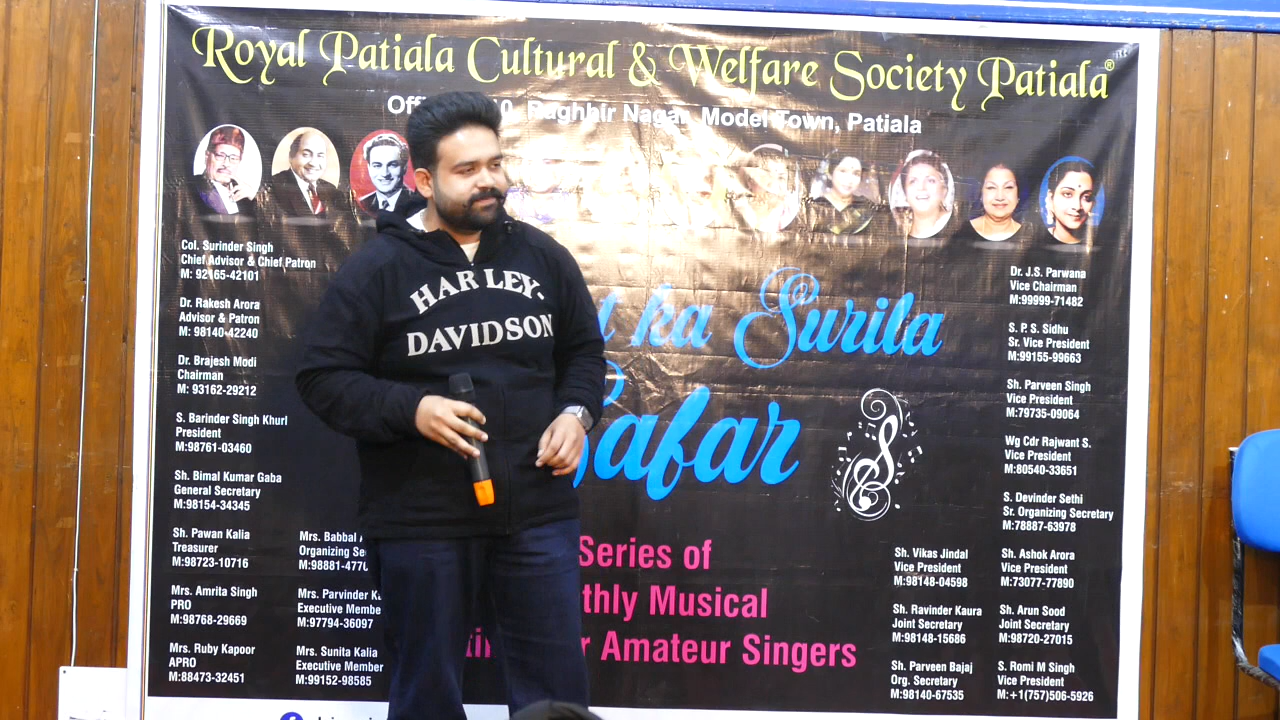 Royal Patiala Cultural & Welfare Society Patiala®
Raghbir Nagar, Model Town, Patiala
Col. Surinder Singh
Chief Advisor & Chief Patron
M: 92165-42101
Dr. Rakesh Arora
Advisor & Patron
M: 98140-42240
Dr. Brajesh Modi
Chairman
M: 93162-29212
S. Barinder Singh Khurl
President
M:98761-03460
Sh. Bimal Kumar Gaba
General Secretary
M:98154-34345
Sh. Pawan Kalia
Treasurer
M:98723-10716
Mrs. Amrita Singh
PRO
M:98768-29669
Mrs. Ruby Kapoor
APRO
M:88473-32451
Mrs. Babbal
Organizing
M:98881-4770
Mrs. Parvinder
Executive Membe
M:97794-36097
Mrs. Sunita Kalia
Executive Member
M:99152-98585
HARLEY-
DAVIDSON
ka Surila
Safar
Series of
thly Musical
r Amateur Singers
Dr. J.S. Parwana
Vice Chairman
M:99999-71482
S. P. S. Sidhu
Sr. Vice President
M:99155-99663
Sh. Parveen Singh
Vice President
M:79735-09064
Wg Cdr Rajwant S.
Vice President
M:80540-33651
S. Devinder Sethi
Sr. Organizing Secretary
M:78887-63978
Sh. Vikas Jindal
Vice President
M:98148-04598
Sh. Ravinder Kaura
Joint Secretary
M:98148-15686
Sh. Parveen Bajaj
Org. Secretary
M:98140-67535
Sh. Ashok Arora
Vice President
M:73077-77890
Sh. Arun Sood
Joint Secretary
M:98720-27015
S. Romi M Singh
Vice President
M:+1(757)506-5926